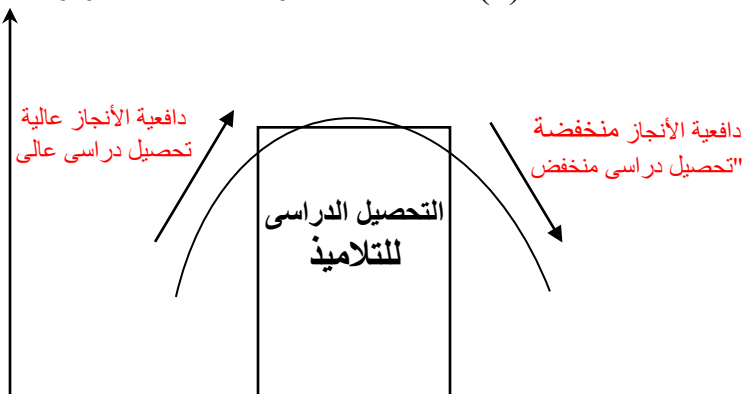 دافعية الأنجاز منخفضة
"تحصيل دراسى منخفض
التحصيل الدراسى
للتلاميذ
دافعية الأنجاز عالية
تحصيل دراسى عالى